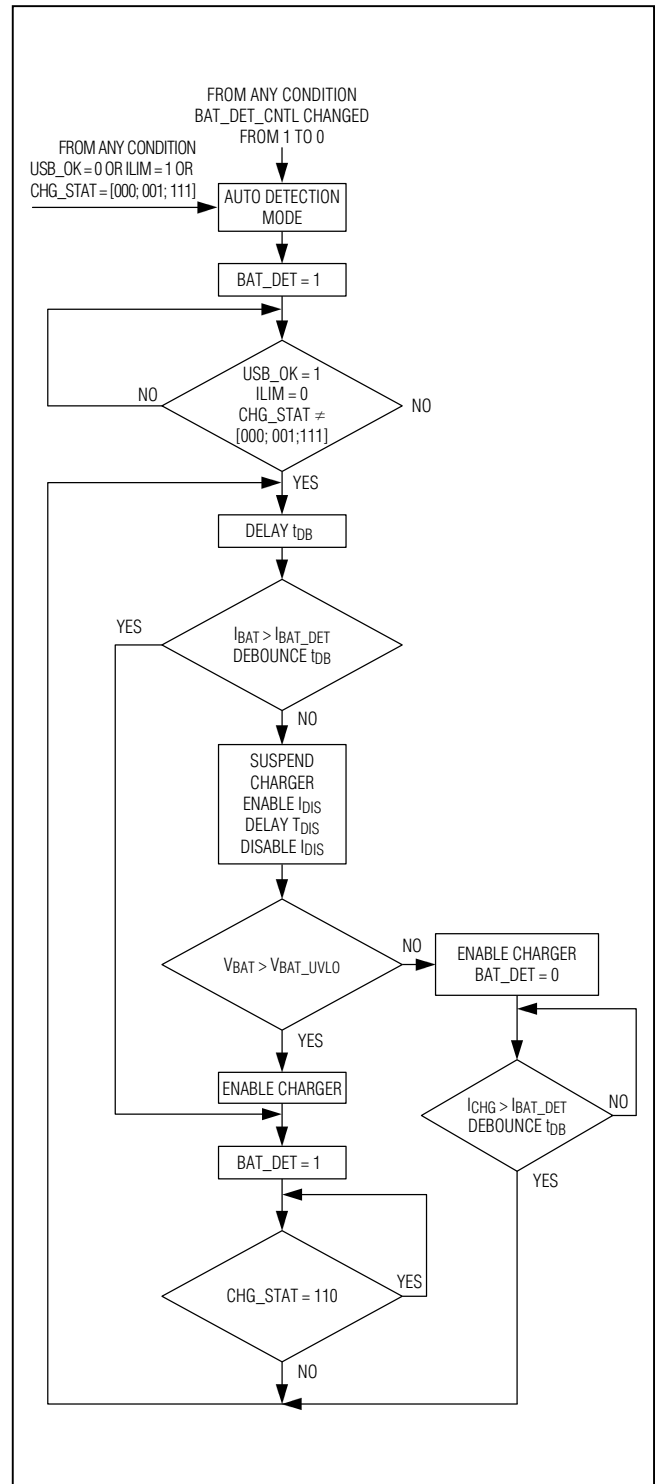 FROM ANY CONDITION
BAT_DET_CNTL CHANGED
FROM 1 TO 0
FROM ANY CONDITION
USB_OK = 0 OR ILIM = 1 OR
CHG_STAT = [000; 001; 111]
AUTO DETECTION
MODE
BAT_DET = 1
USB_OK = 1
ILIM = 0
CHG_STAT ≠
[000; 001;111]
NO
NO
YES
DELAY tDB
YES
IBAT > IBAT_DET
DEBOUNCE tDB
NO
SUSPEND
CHARGER
ENABLE IDIS
DELAY TDIS
DISABLE IDIS
VBAT > VBAT_UVLO
NO
ENABLE CHARGER
BAT_DET = 0
YES
ENABLE CHARGER
ICHG > IBAT_DET
DEBOUNCE tDB
NO
YES
BAT_DET = 1
CHG_STAT = 110
YES
NO